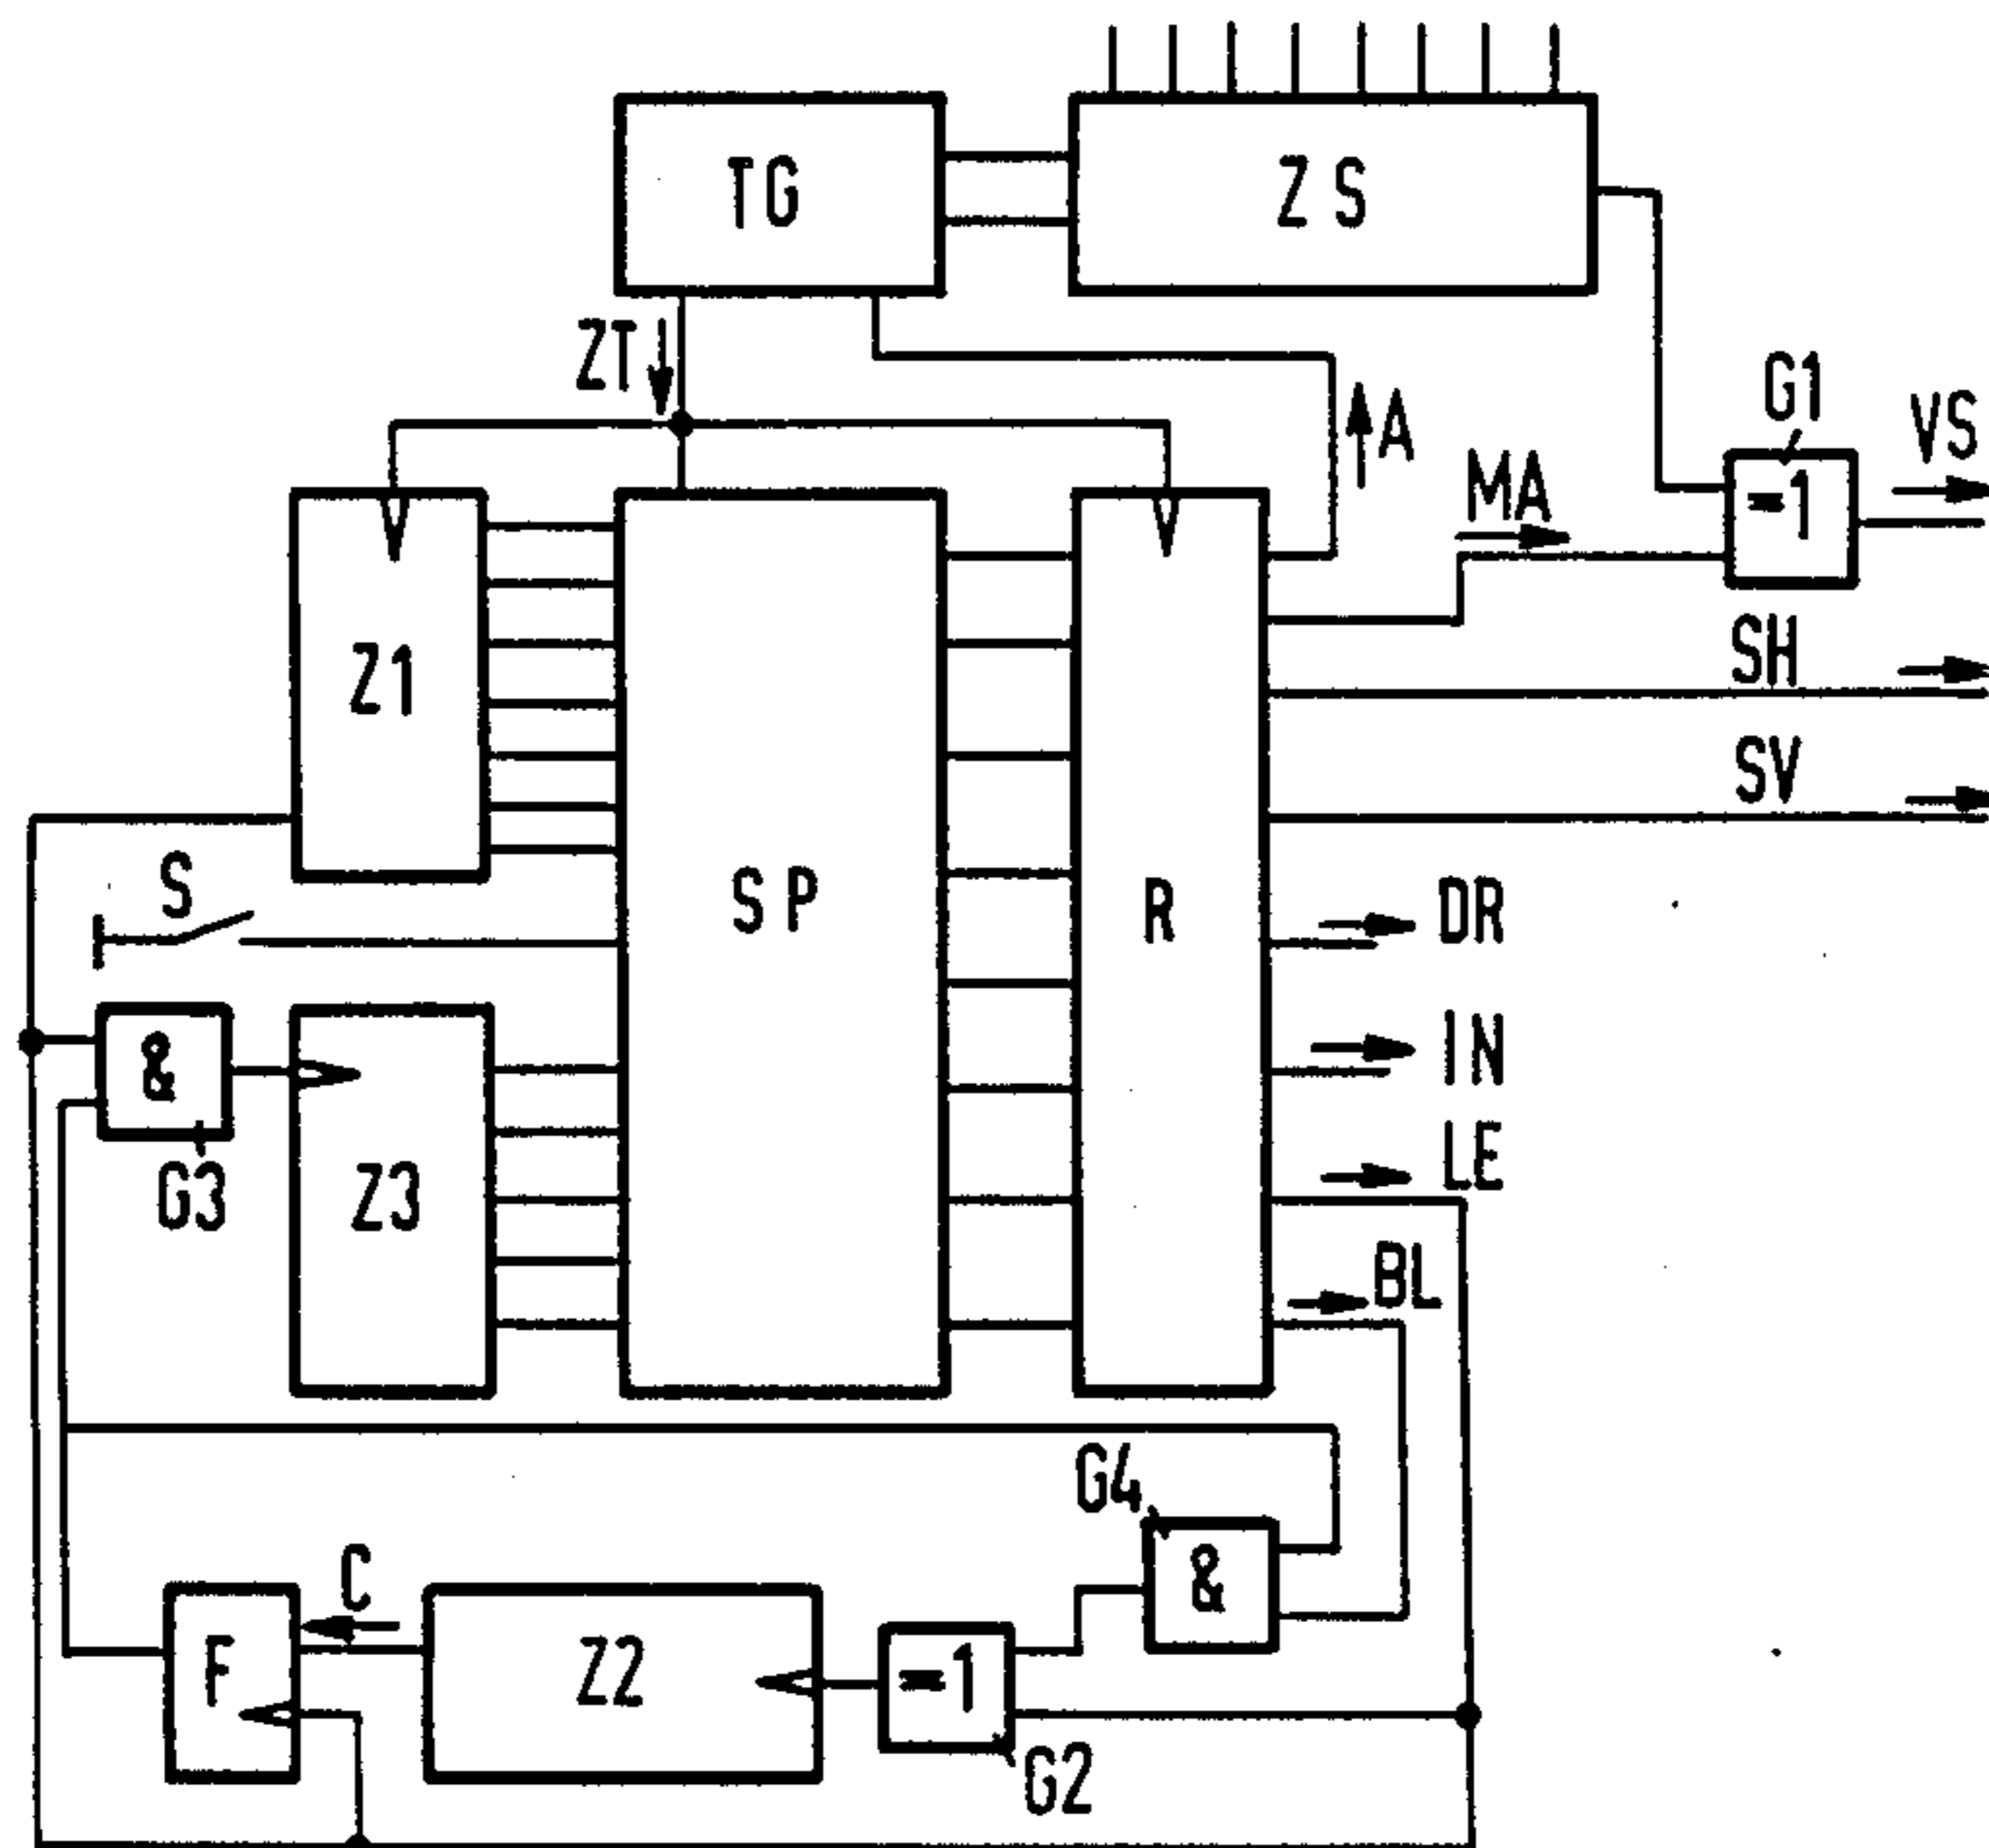 TG
ZS
ZT
A
G1
VS
MA
=1
SH
Z1
SV
S
SP
R
DR
&
IN
G3
Z3
LE
BL
G4
&
C
F
Z2
=1
G2